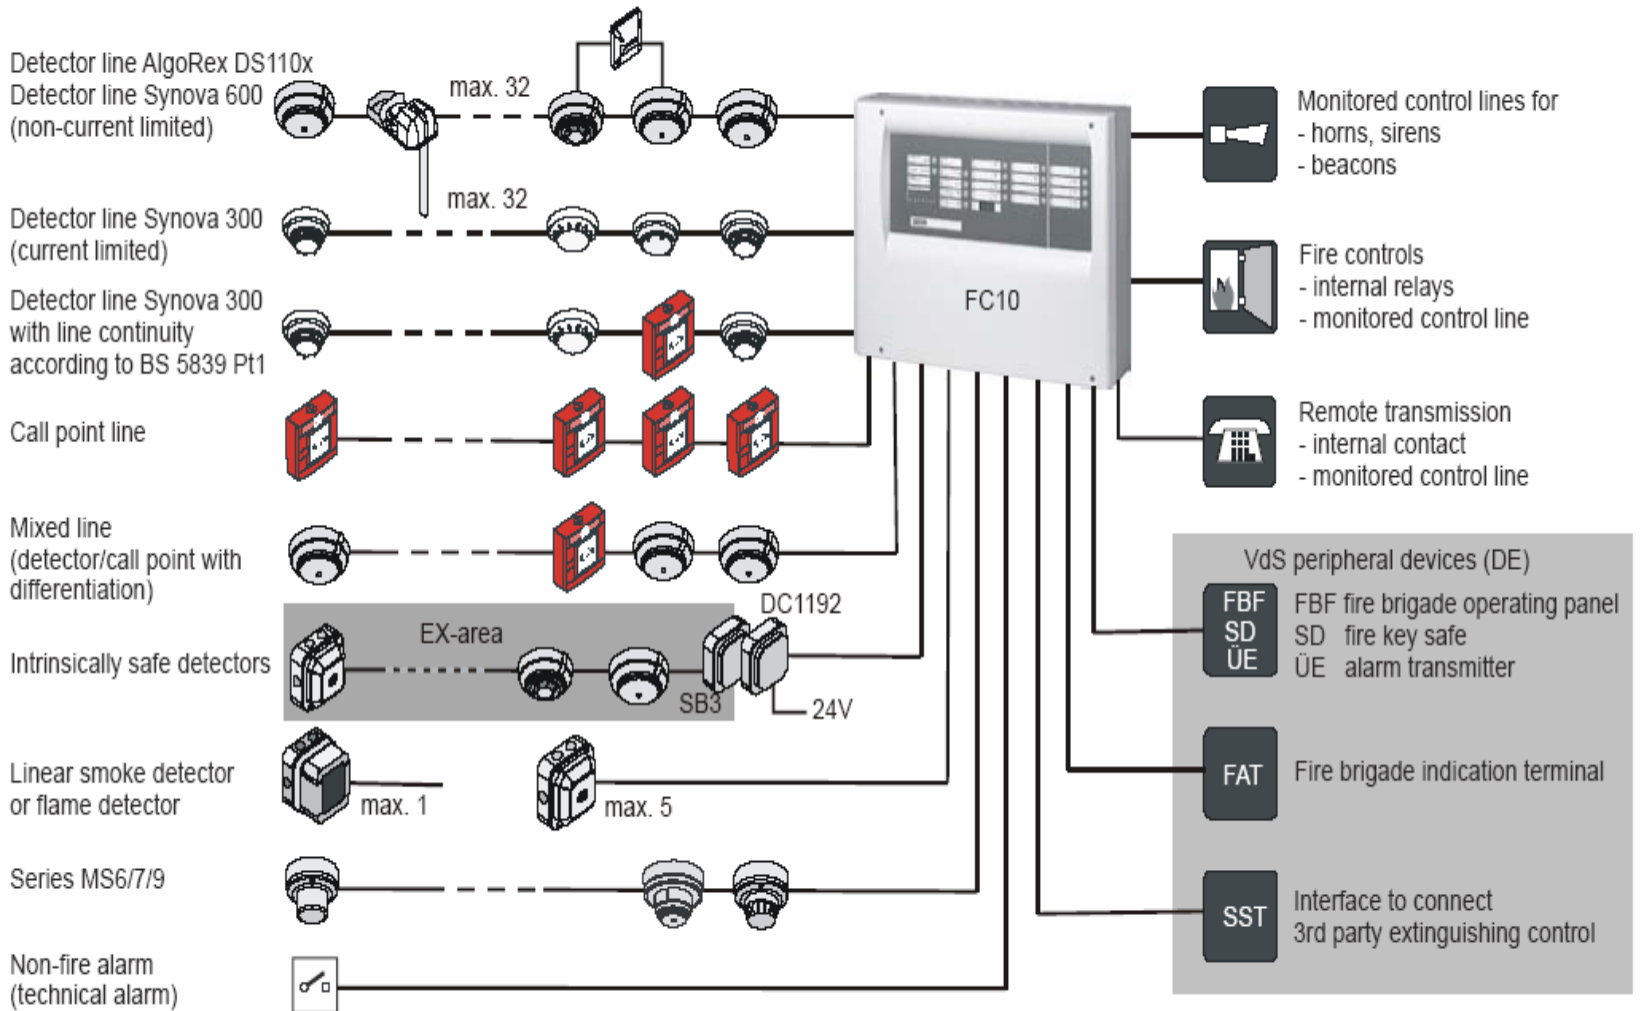 Detector line AlgoRex DS110x
Detector line Synova 600
(non-current limited)
max. 32
Detector line Synova 300
(current limited)
max. 32
Detector line Synova 300
with line continuity
according to BS 5839 Pt1
Call point line
Mixed line
(detector/call point with
differentiation)
Intrinsically safe detectors
EX-area
DC1192
SB3
24V
Linear smoke detector
or flame detector
max. 1
max. 5
Series MS6/7/9
Non-fire alarm
(technical alarm)
FC10
Monitored control lines for
- horns, sirens
- beacons
Fire controls
- internal relays
- monitored control line
Remote transmission
- internal contact
- monitored control line
VdS peripheral devices (DE)
FBF
SD
ÜE
FBF fire brigade operating panel
SD fire key safe
ÜE alarm transmitter
FAT
Fire brigade indication terminal
SST
Interface to connect
3rd party extinguishing control